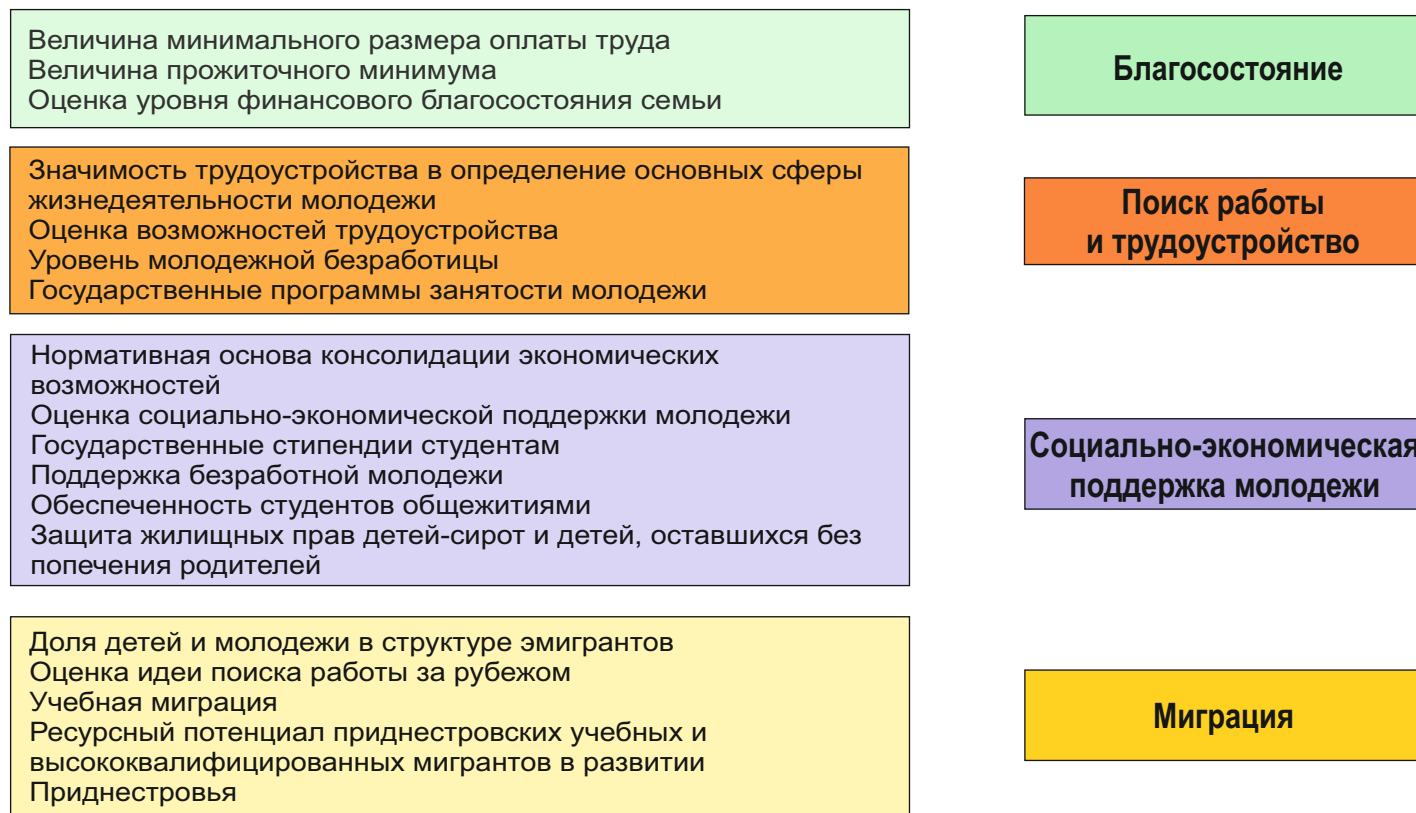 Величина минимального размера оплаты труда
Величина прожиточного минимума
Оценка уровня финансового благосостояния семьи
Благосостояние
Значимость трудоустройства в определение основных сферы
жизнедеятельности молодежи
Оценка возможностей трудоустройства
Уровень молодежной безработицы
Государственные программы занятости молодежи
Поиск работы
и трудоустройство
Нормативная основа консолидации экономических
возможностей
Оценка социально-экономической поддержки молодежи
Государственные стипендии студентам
Поддержка безработной молодежи
Обеспеченность студентов общежитиями
Защита жилищных прав детей-сирот и детей, оставшихся без
попечения родителей
Социально-экономическая
поддержка молодежи
Доля детей и молодежи в структуре эмигрантов
Оценка идеи поиска работы за рубежом
Учебная миграция
Ресурсный потенциал приднестровских учебных и
высококвалифицированных мигрантов в развитии
Приднестровья
Миграция